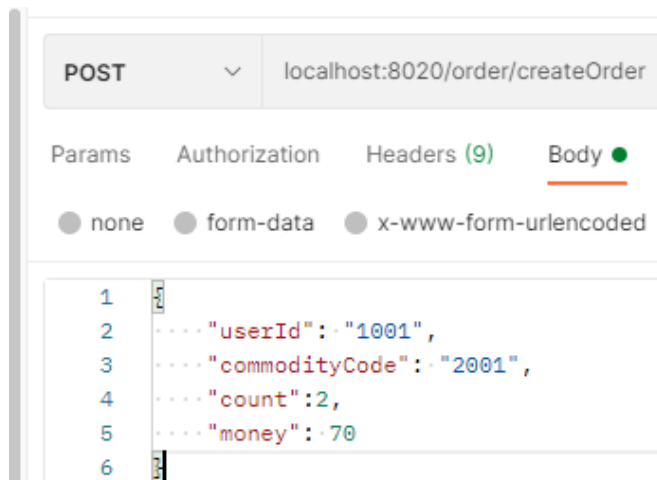 POST localhost:8020/order/createOrder
Params Authorization Headers (9) Body
none form-data x-www-form-urlencoded
1 {
2 "userId": "1001",
3 "commodityCode": "2001",
4 "count":2,
5 "money": 70
6 }